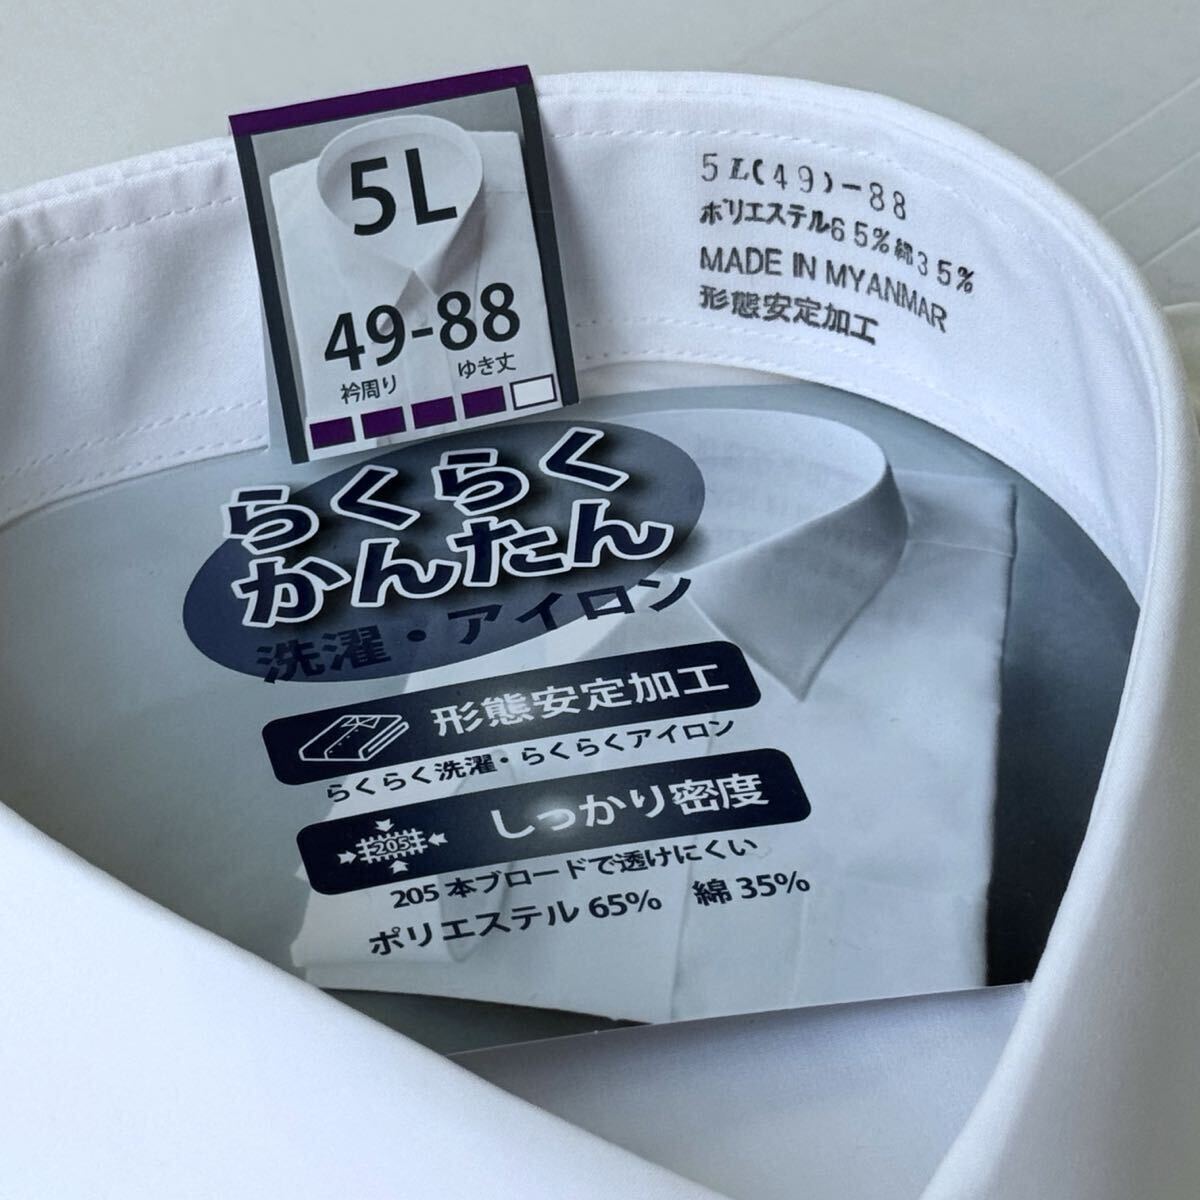 5L
49-88
衿周り ゆき丈
5L(49)-88
ポリエステル65%綿35%
MADE IN MYANMAR
形態安定加工
らくらく
かんたん
洗濯・アイロン
形態安定加工
らくらく洗濯・らくらくアイロン
205 しっかり密度
205本ブロードで透けにくい
ポリエステル65% 綿35%